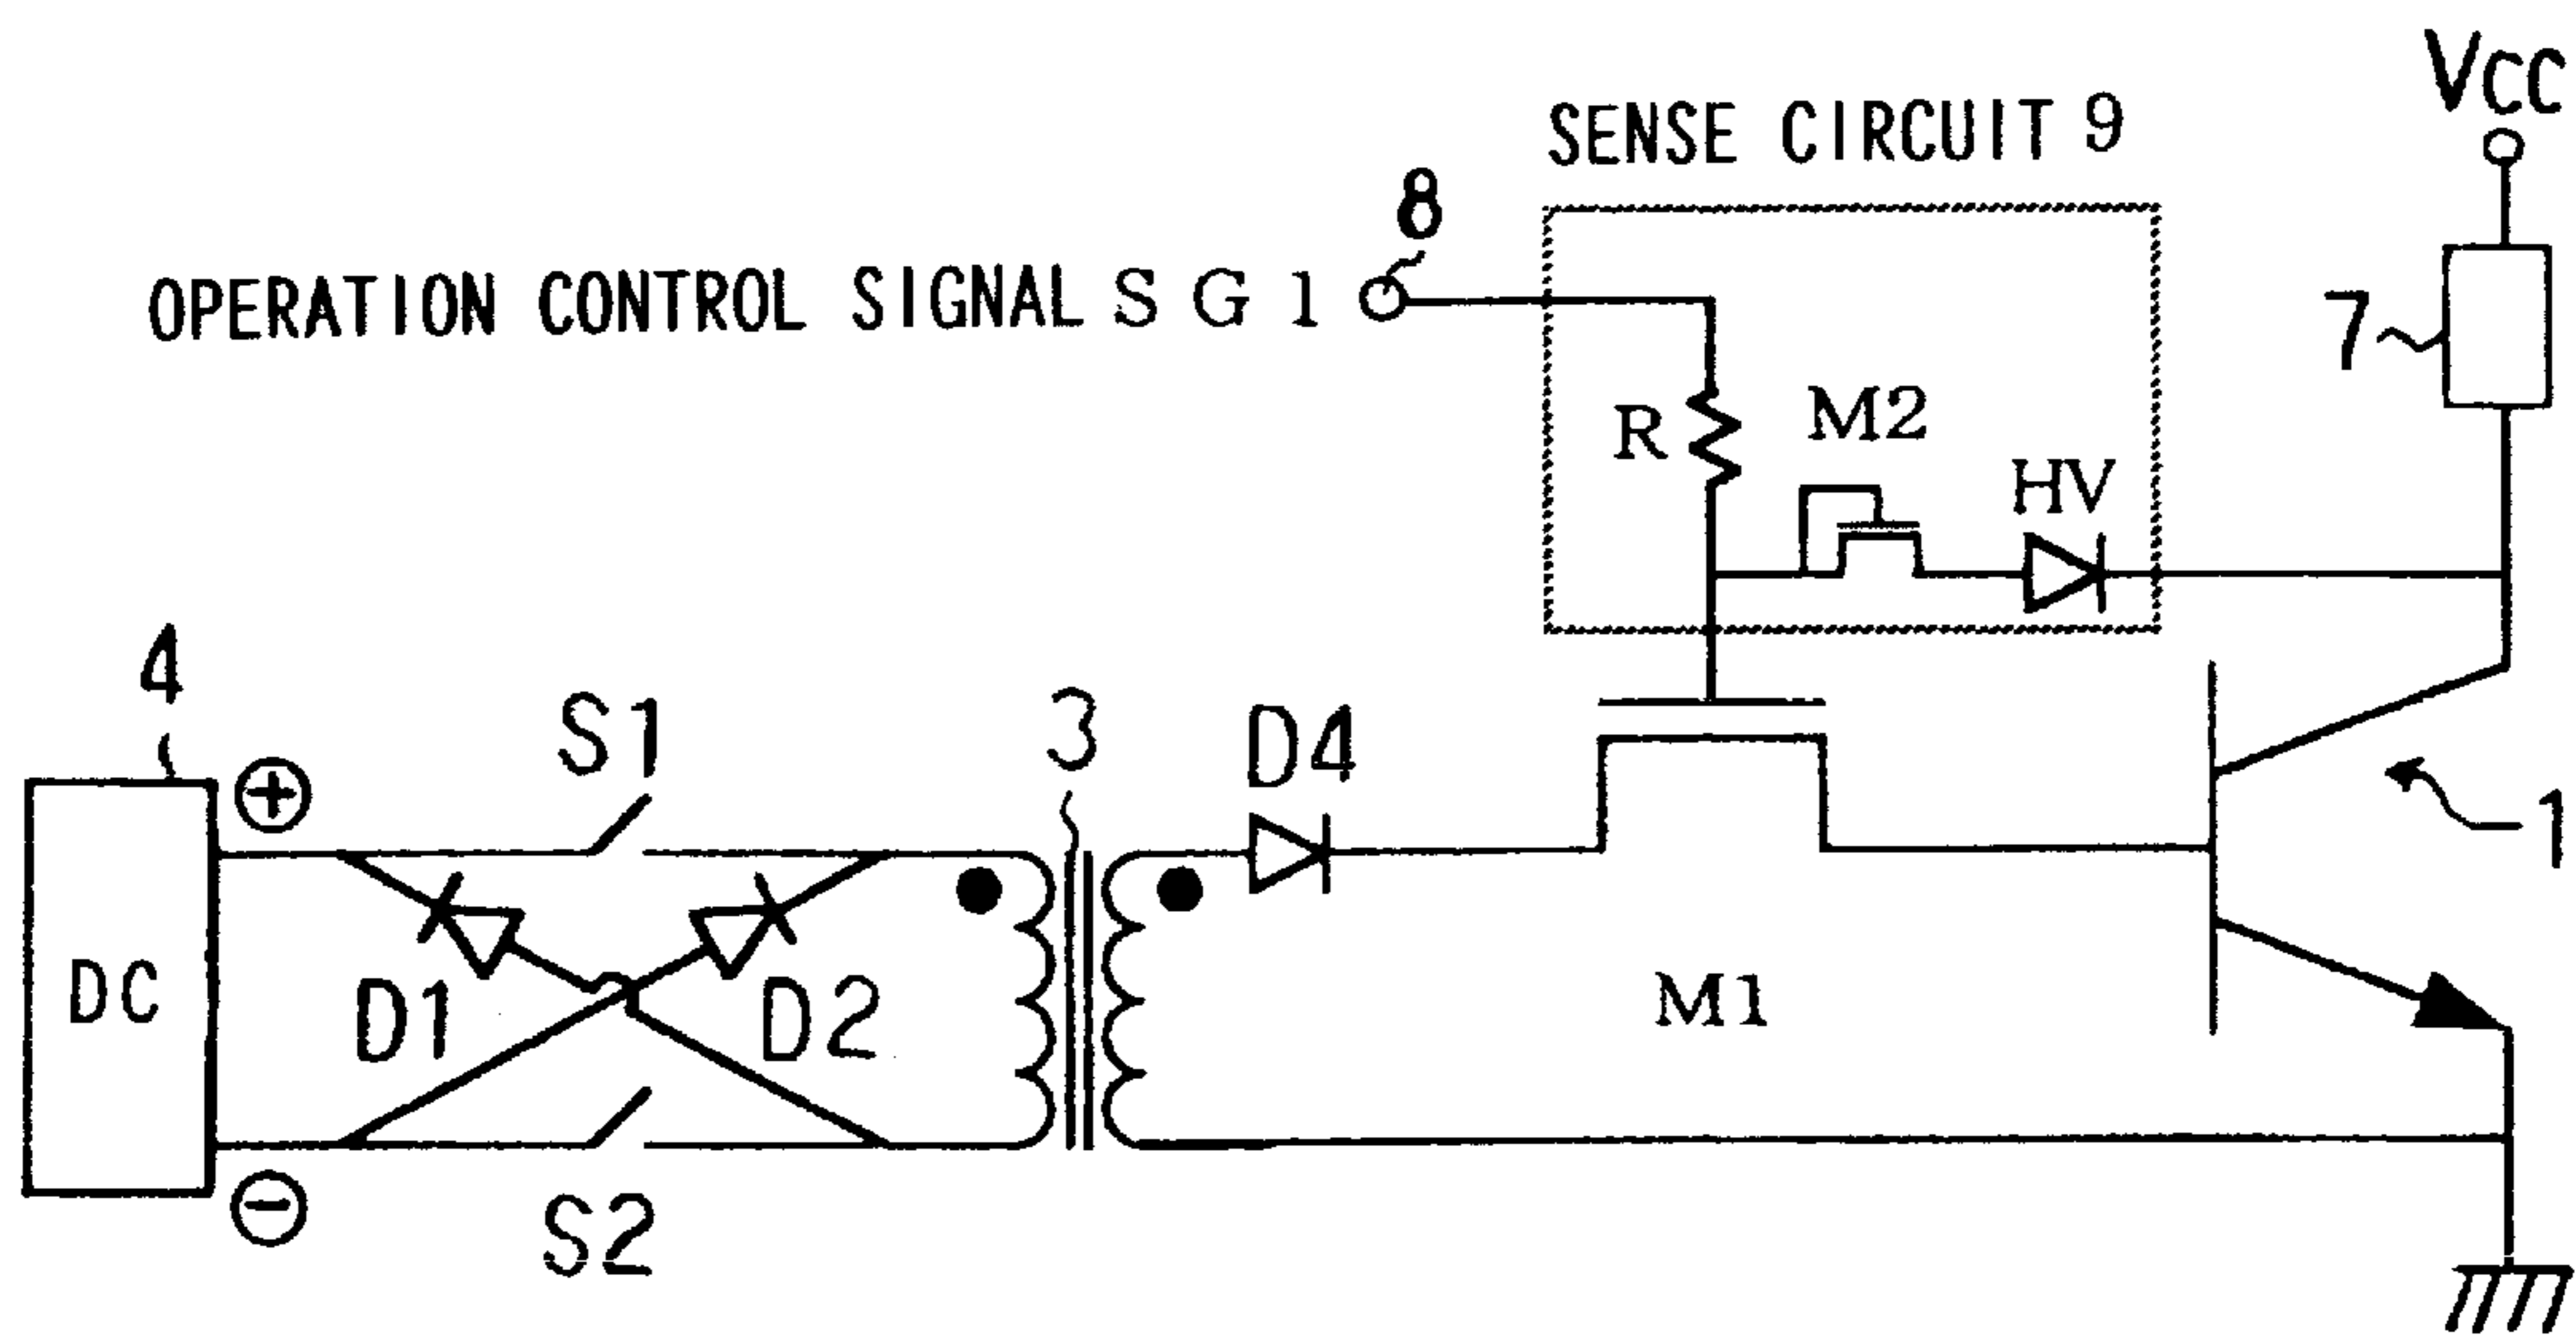 VCC
SENSE CIRCUIT 9
8
OPERATION CONTROL SIGNAL SG1
7
R
M2
HV
4
S1
3
D4
1
DC
D1
D2
M1
S2